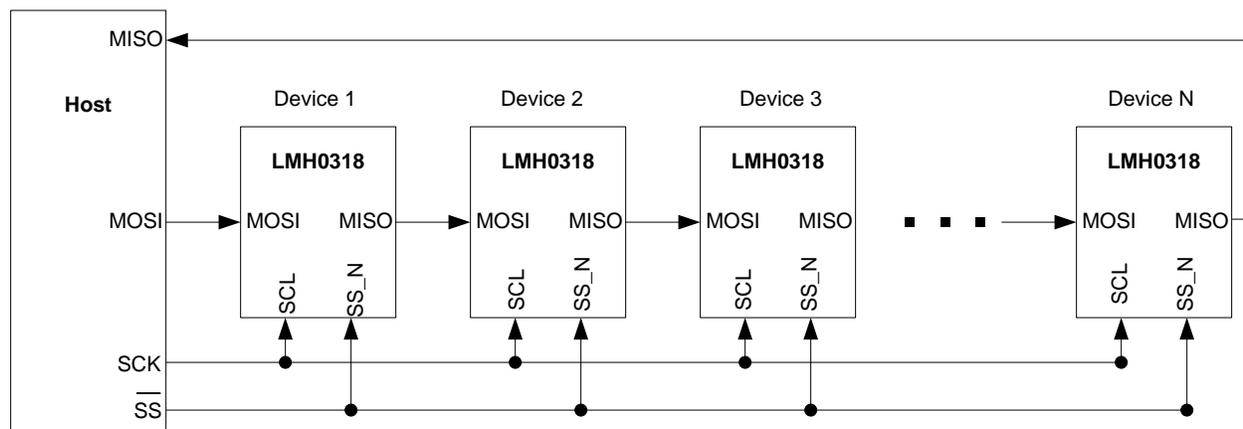 MISO
Host
Device 1
Device 2
Device 3
Device N
LMH0318
LMH0318
LMH0318
LMH0318
MOSI
MOSI
MISO
MOSI
MISO
MOSI
MISO
MOSI
MISO
SCL
SS_N
SCL
SS_N
SCL
SS_N
SCL
SS_N
SCK
SS